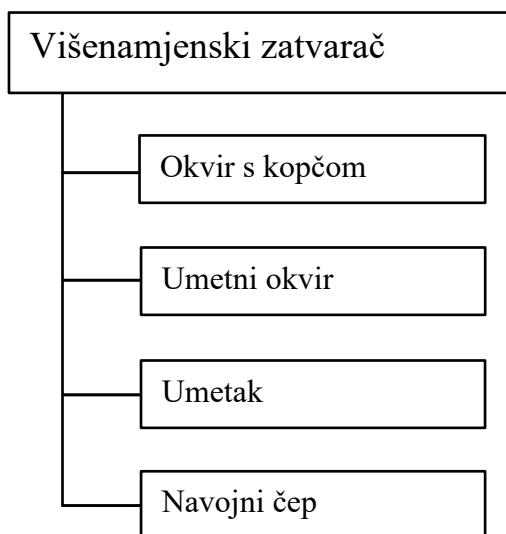 Višenamjenski zatvarač
Okvir s kopčom
Umetni okvir
Umetak
Navojni čep